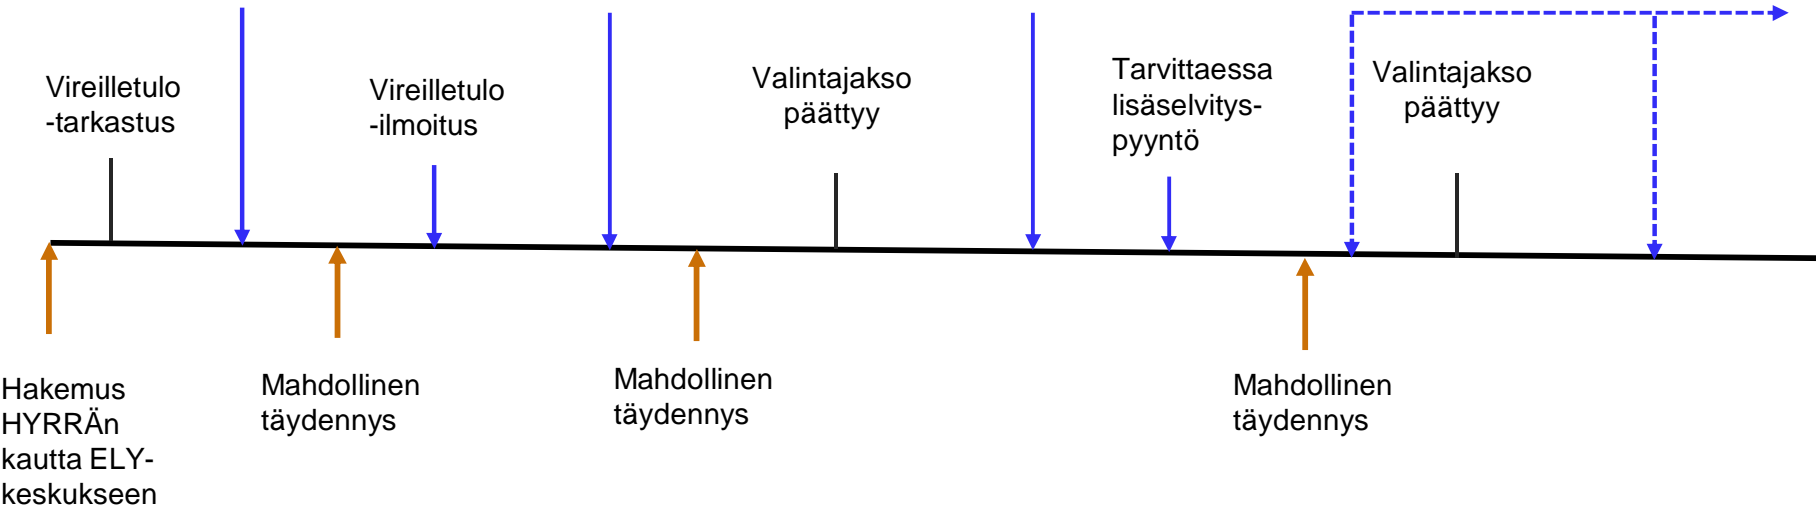 Vireilletulo
-tarkastus
Vireilletulo
-ilmoitus
Valintajakso
päättyy
Tarvittaessa
lisäselvitys-
pyyntö
Valintajakso
päättyy
Hakemus
HYRRÄn
kautta ELY-
keskukseen
Mahdollinen
täydennys
Mahdollinen
täydennys
Mahdollinen
täydennys